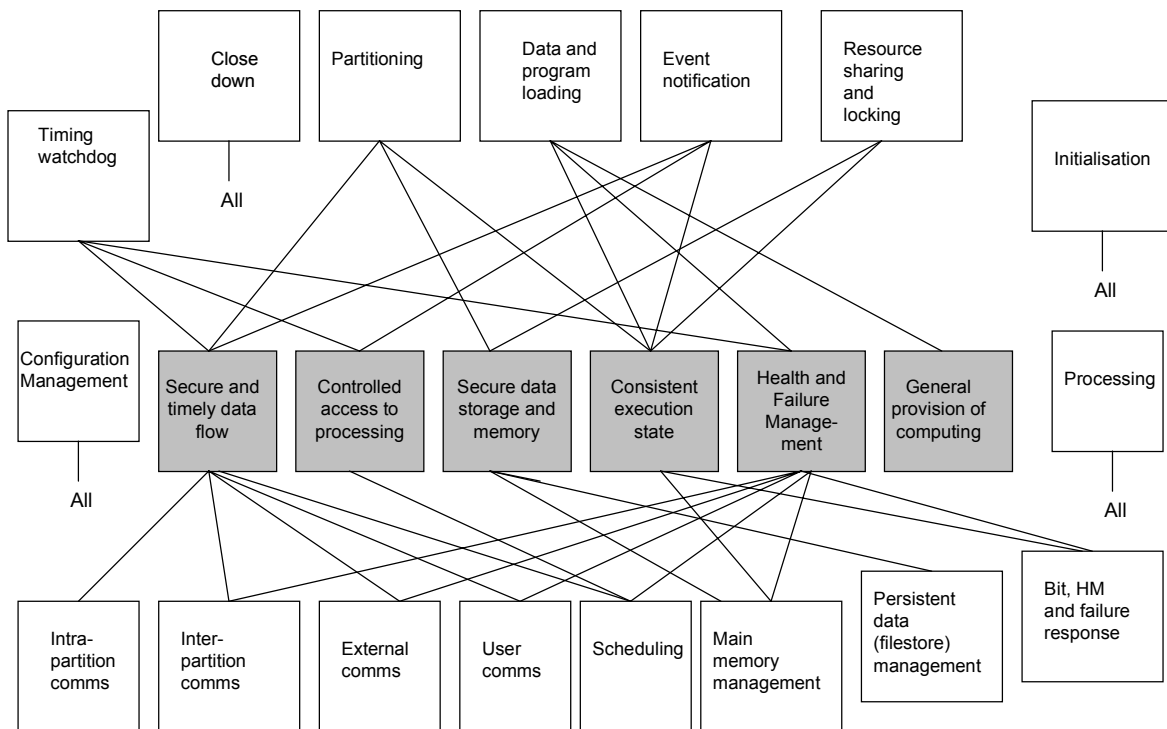 Close
down
Partitioning
Data and
program
loading
Event
notification
Resource
sharing
and
locking
Timing
watchdog
Initialisation
All
All
Configuration
Management
Secure and
timely data
flow
Controlled
access to
processing
Secure data
storage and
memory
Consistent
execution
state
Health and
Failure
Manage-
ment
General
provision of
computing
Processing
All
All
Intra-
partition
comms
Inter-
partition
comms
External
comms
User
comms
Scheduling
Main
memory
management
Persistent
data
(filestore)
management
Bit, HM
and failure
response